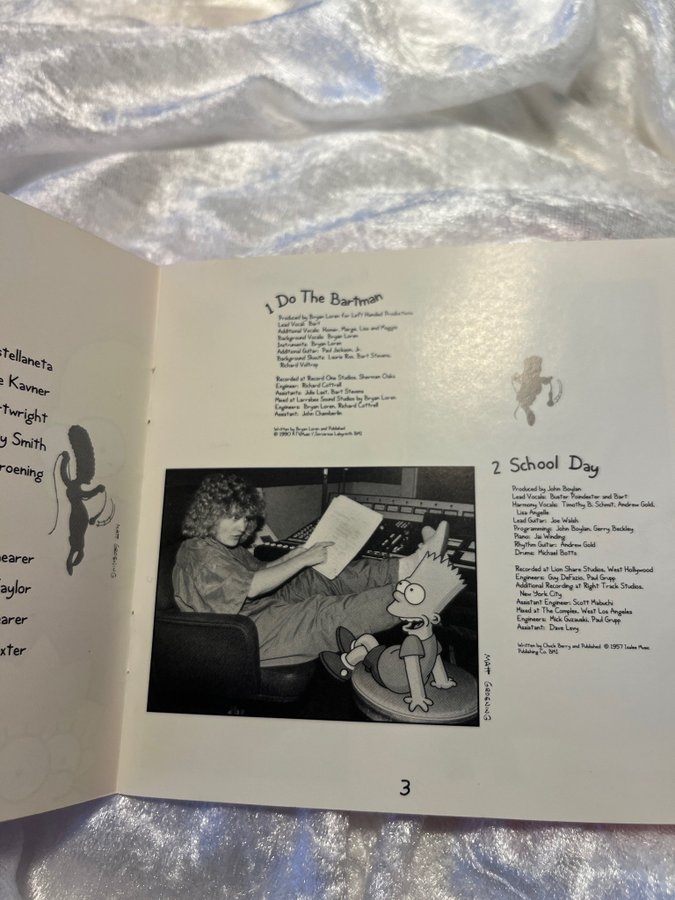 stellaneta
e Kavner
rtwright
y Smith
roening
earer
aylor
earer
xter
MATT GROENING
1 Do The Bartman
Produced by Bryan Loren for Left Handed Productions
Lead Vocal: Bart
Additional Vocals: Homer, Marge, Lisa and Maggie
Background Vocals: Bryan Loren
Instruments: Bryan Loren
Additional Guitar: Paul Jackson, Jr.
Background Shouts: Laurie Rios, Bart Stevens,
Richard
Recorded at Record One Studios, Sherman Oaks
Engineer: Richard Cottrell
Assistants: Julie Last, Bart Stevens
Mixed at Larrabee Sound Studios by Bryan Loren
Engineers: Bryan Loren, Richard Cottrell
Assistant: John Chamberlin
Written by Bryan Loren and Published
© 1990
MATT GROENING
2 School Day
Produced by John Boylan
Lead Vocals: Buster Poindexter and Bart
Harmony Vocals: Timothy B. Schmit, Andrew Gold,
Lisa Angelle
Lead Guitar: Joe Walsh
Programming: John Boylan, Gerry Beckley
Piano: Jai Winding
Rhythm Guitar: Andrew Gold
Drums: Michael Botts
Recorded at Lion Share Studios, West Hollywood
Engineers: Guy DeFazio, Paul Grupp
Additional Recording at Right Track Studios,
New York City
Assistant Engineer: Scott Mabuchi
Mixed at The Complex, West Los Angeles
Engineers: Mick Guzauski, Paul Grupp
Assistant: Dave Levy
Written by Chuck Berry and Published © 1957 Isalee Music
Publishing Co. BMI
3